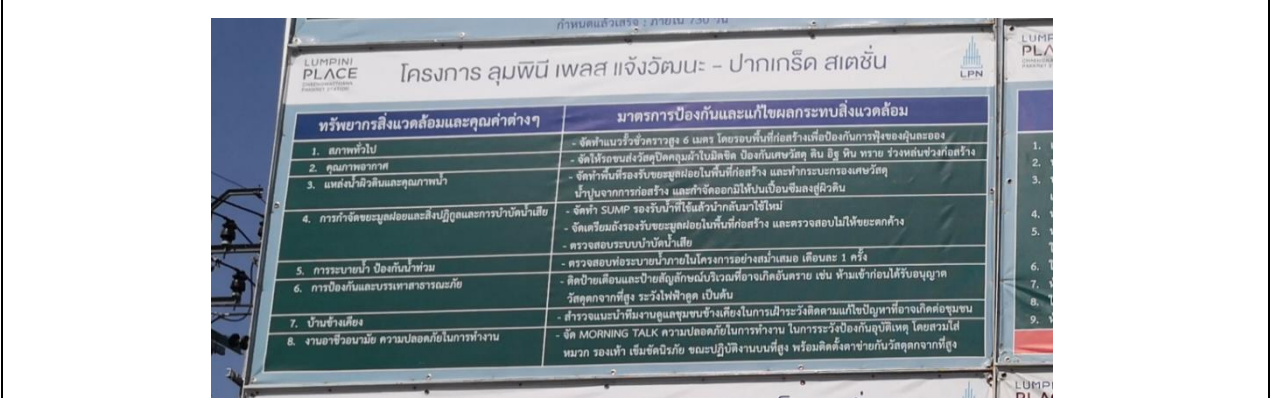 กำหนดแล้วเสร็จ : ภายใน 730 วัน
LUMPINI
PLACE
โครงการ ลุมพินี เพลส แจ้งวัฒนะ - ปากเกร็ด สเตชั่น
LPN
ทรัพยากรสิ่งแวดล้อมและคุณค่าต่างๆ
มาตรการป้องกันและแก้ไขผลกระทบสิ่งแวดล้อม
1. สภาพทั่วไป
- จัดทำแนวรั้วชั่วคราวสูง 6 เมตร โดยรอบพื้นที่ก่อสร้างเพื่อป้องกันการฟุ้งของฝุ่นละออง
2. คุณภาพอากาศ
- จัดให้รถขนส่งวัสดุปิดคลุมผ้าใบมิดชิด ป้องกันเศษวัสดุ ดิน อิฐ หิน ทราย ร่วงหล่นช่วงก่อสร้าง
3. แหล่งน้ำผิวดินและคุณภาพน้ำ
- จัดทำพื้นที่รองรับขยะมูลฝอยในพื้นที่ก่อสร้าง และทำกระบะกรองเศษวัสดุ
น้ำปูนจากการก่อสร้าง และกำจัดออกมิให้ปนเปื้อนซึมลงสู่ผิวดิน
4. การกำจัดขยะมูลฝอยและสิ่งปฏิกูลและการบำบัดน้ำเสีย
- จัดทำ SUMP รองรับน้ำที่ใช้แล้วนำกลับมาใช้ใหม่
- จัดเตรียมถังรองรับขยะมูลฝอยในพื้นที่ก่อสร้าง และตรวจสอบไม่ให้ขยะตกค้าง
- ตรวจสอบระบบบำบัดน้ำเสีย
5. การระบายน้ำ ป้องกันน้ำท่วม
- ตรวจสอบท่อระบายน้ำภายในโครงการอย่างสม่ำเสมอ เดือนละ 1 ครั้ง
6. การป้องกันและบรรเทาสาธารณะภัย
- ติดป้ายเตือนและป้ายสัญลักษณ์บริเวณที่อาจเกิดอันตราย เช่น ห้ามเข้าก่อนได้รับอนุญาต
วัสดุตกจากที่สูง ระวังไฟฟ้าดูด เป็นต้น
7. บ้านข้างเคียง
- สำรวจแนะนำทีมงานดูแลชุมชนข้างเคียงในการเฝ้าระวังติดตามแก้ไขปัญหาที่อาจเกิดต่อชุมชน
8. งานอาชีวอนามัย ความปลอดภัยในการทำงาน
- จัด MORNING TALK ความปลอดภัยในการทำงาน ในการระวังป้องกันอุบัติเหตุ โดยสวมใส่
หมวก รองเท้า เข็มขัดนิรภัย ขณะปฏิบัติงานบนที่สูง พร้อมติดตั้งตาข่ายกันวัสดุตกจากที่สูง
1.
2.
3.
4.
5.
6.
7.
8.
9.